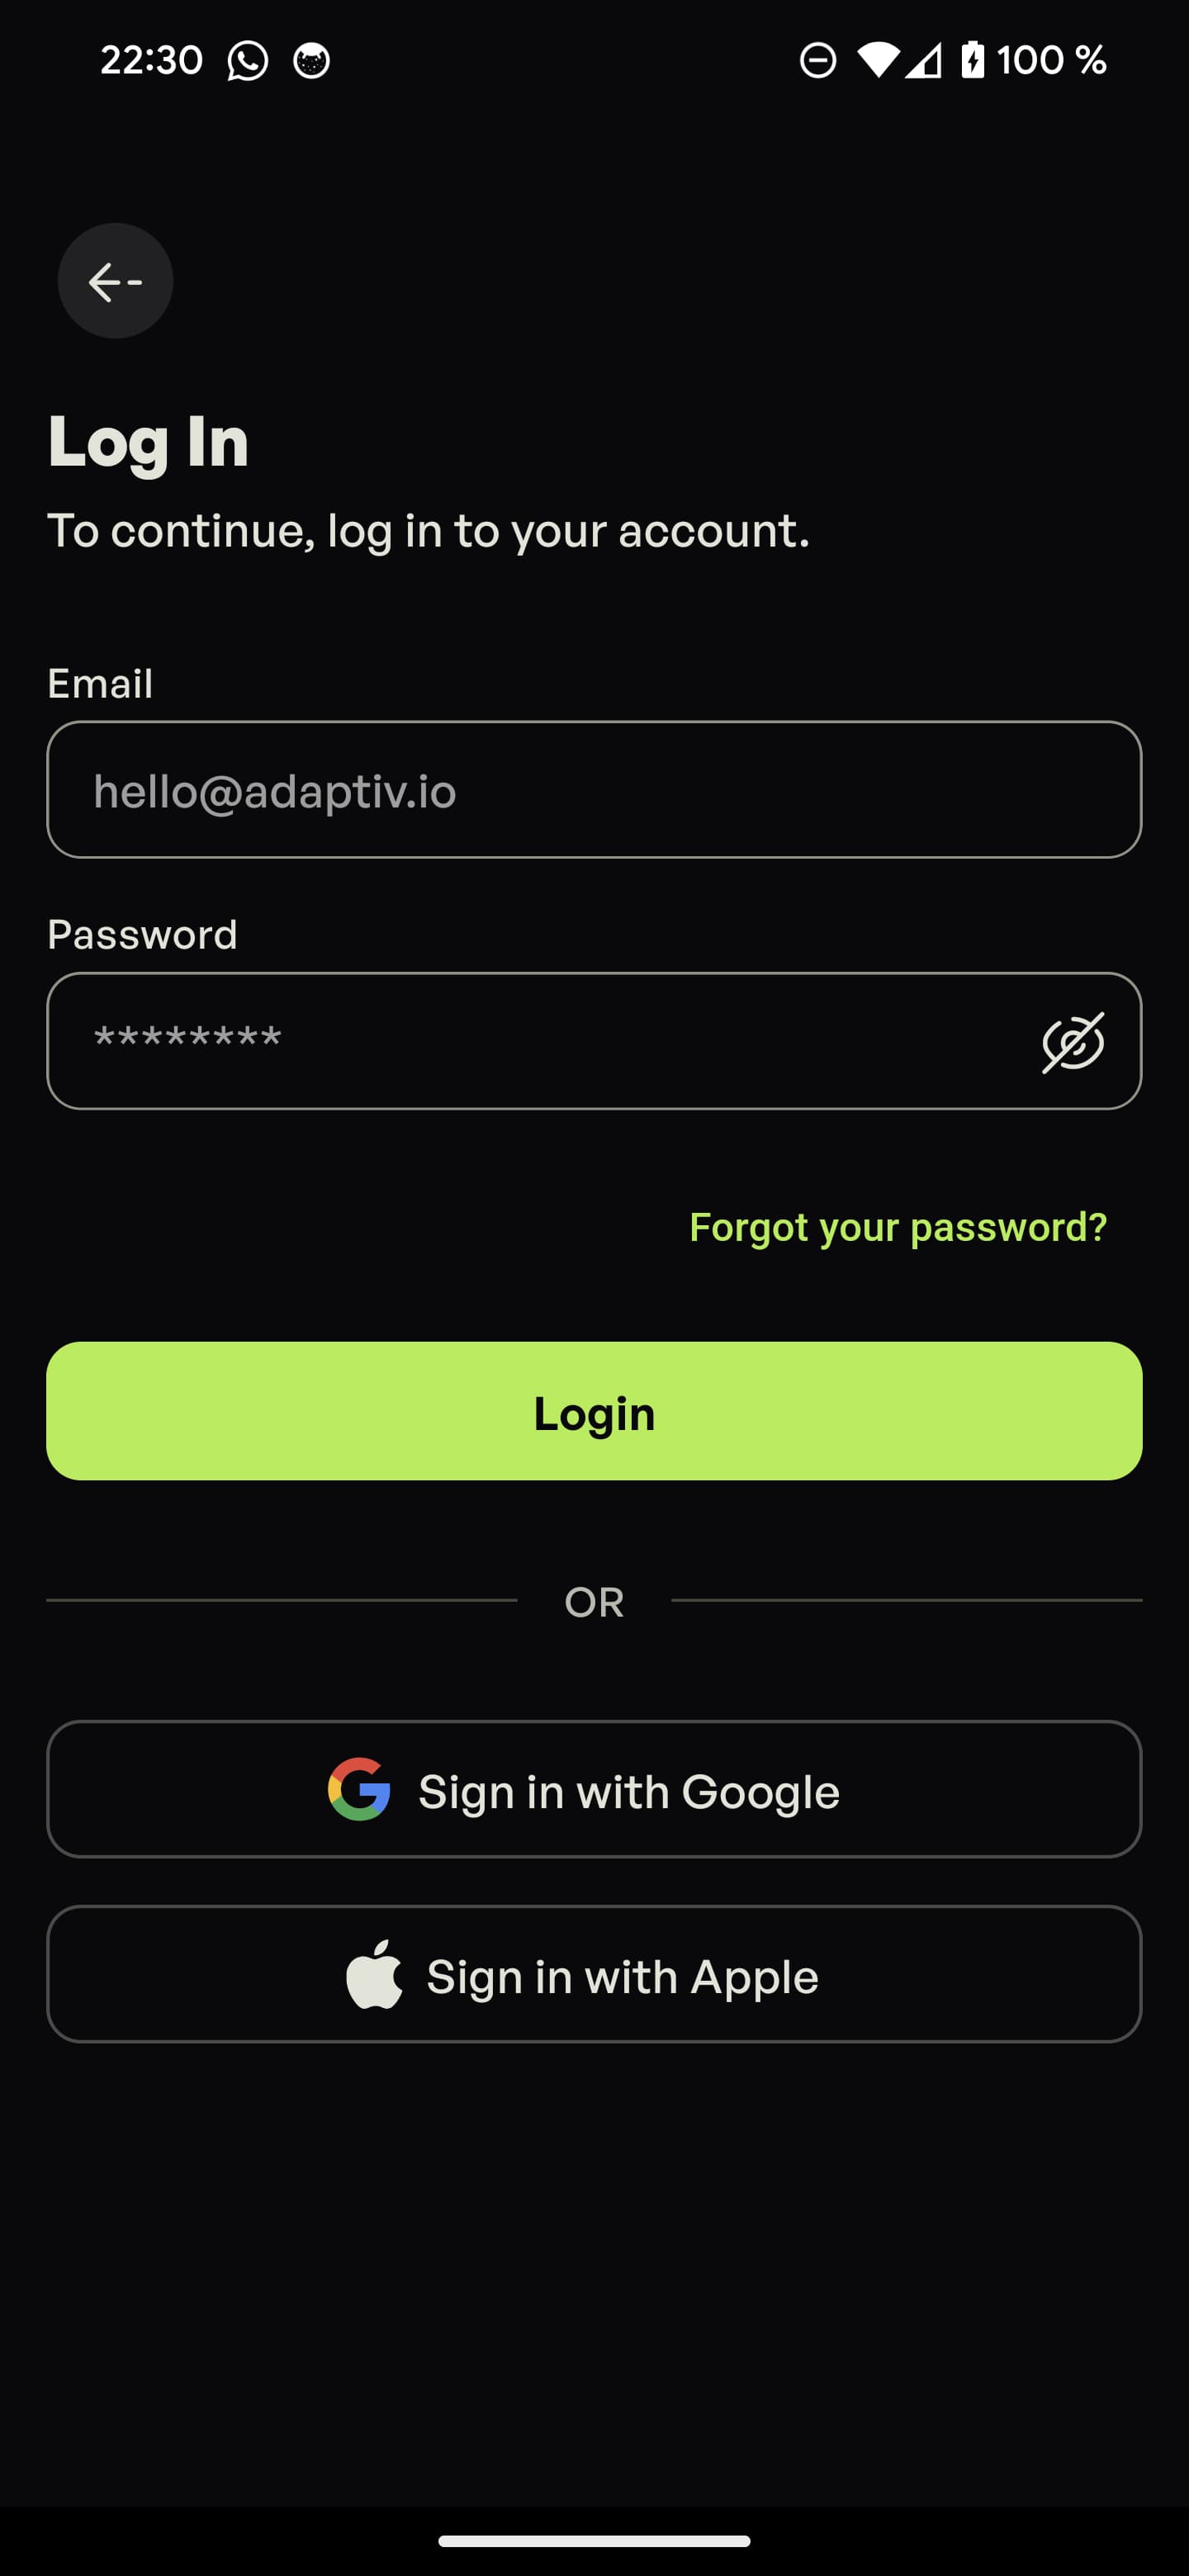 22:30 100 %
Log In
To continue, log in to your account.
Email
hello@adaptiv.io
Password
********
Forgot your password?
Login
OR
Sign in with Google
Sign in with Apple